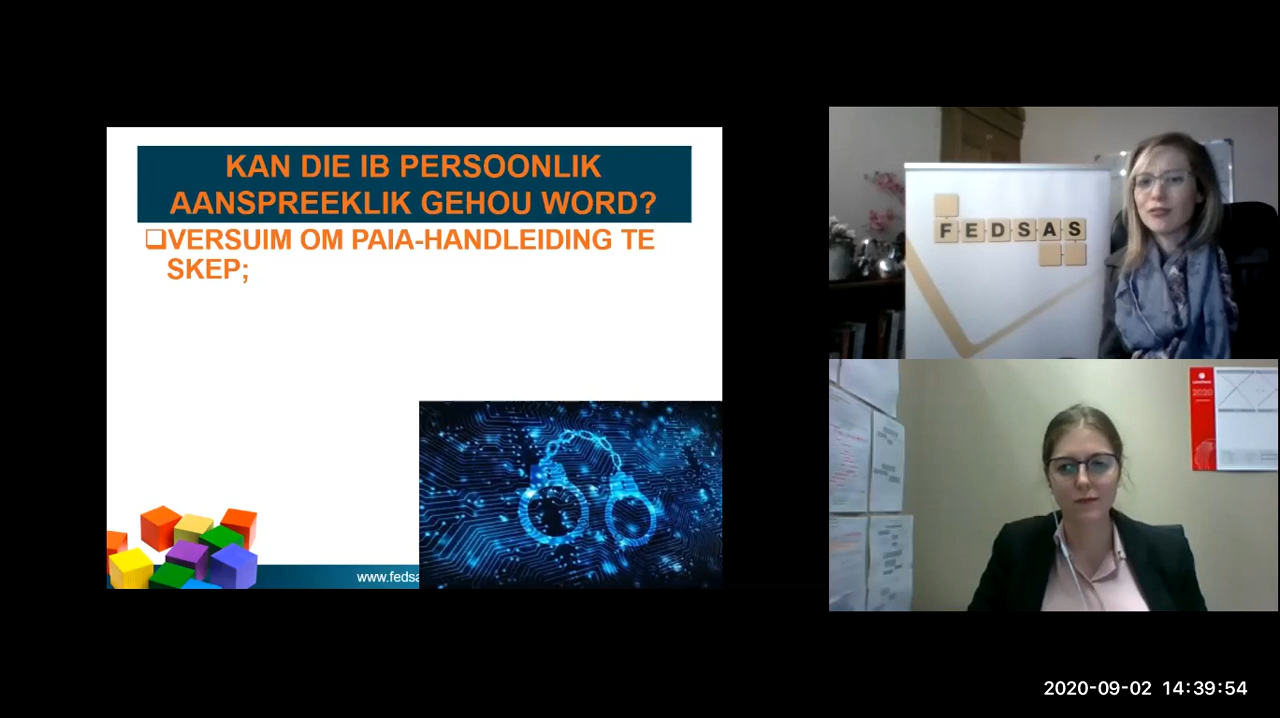 KAN DIE IB PERSOONLIK
AANSPREEKLIK GEHOU WORD?
❑VERSUIM OM PAIA-HANDLEIDING TE
SKEP;
www.fedsa
FEDSAS
2020
2020-09-02 14:39:54